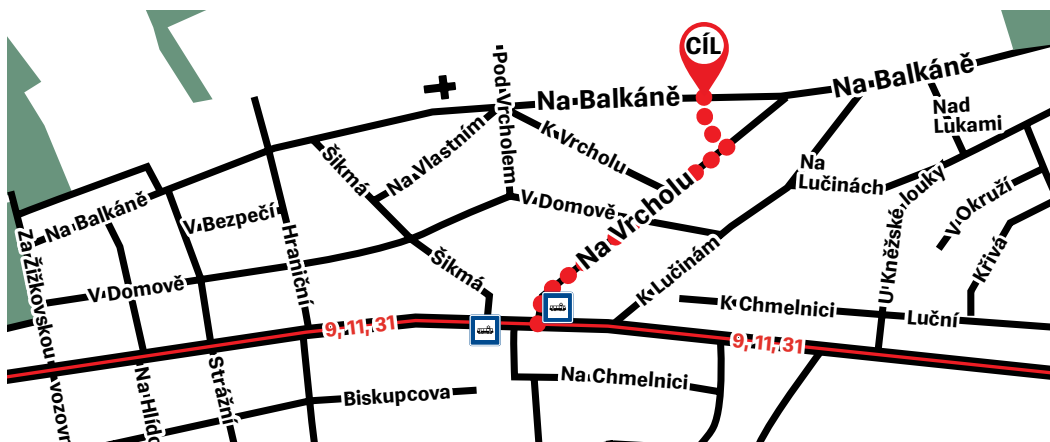 CÍL
Na Balkáně
Na Balkáně
Pod Vrcholem
Nad
Lukami
K Vrcholu
Na Vlastním
Šikmá
Na
Lučinách
Na Vrcholu
Na Balkáně
V Bezpečí
V Domově
U Kněžské louky
V Okruží
Za Žižkovskou vozovn
Hraniční
Šikmá
K Lučinám
Křivá
V Domově
K Chmelnici
Luční
9, 11, 31
9, 11, 31
Na Hlíd
Strážní
Biskupcova
Na Chmelnici